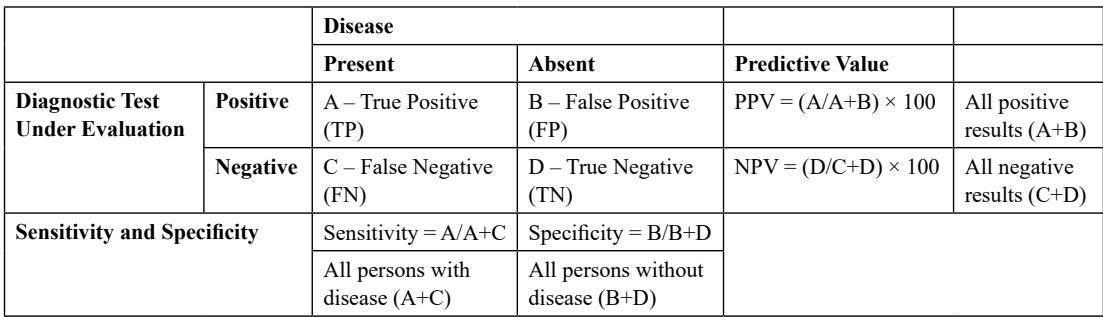 Disease
Present Absent Predictive Value
Diagnostic Test Under Evaluation
Positive
A – True Positive (TP)
B – False Positive (FP)
PPV = (A/A+B) × 100
All positive results (A+B)
Negative
C – False Negative (FN)
D – True Negative (TN)
NPV = (D/C+D) × 100
All negative results (C+D)
Sensitivity and Specificity
Sensitivity = A/A+C
Specificity = B/B+D
All persons with disease (A+C)
All persons without disease (B+D)